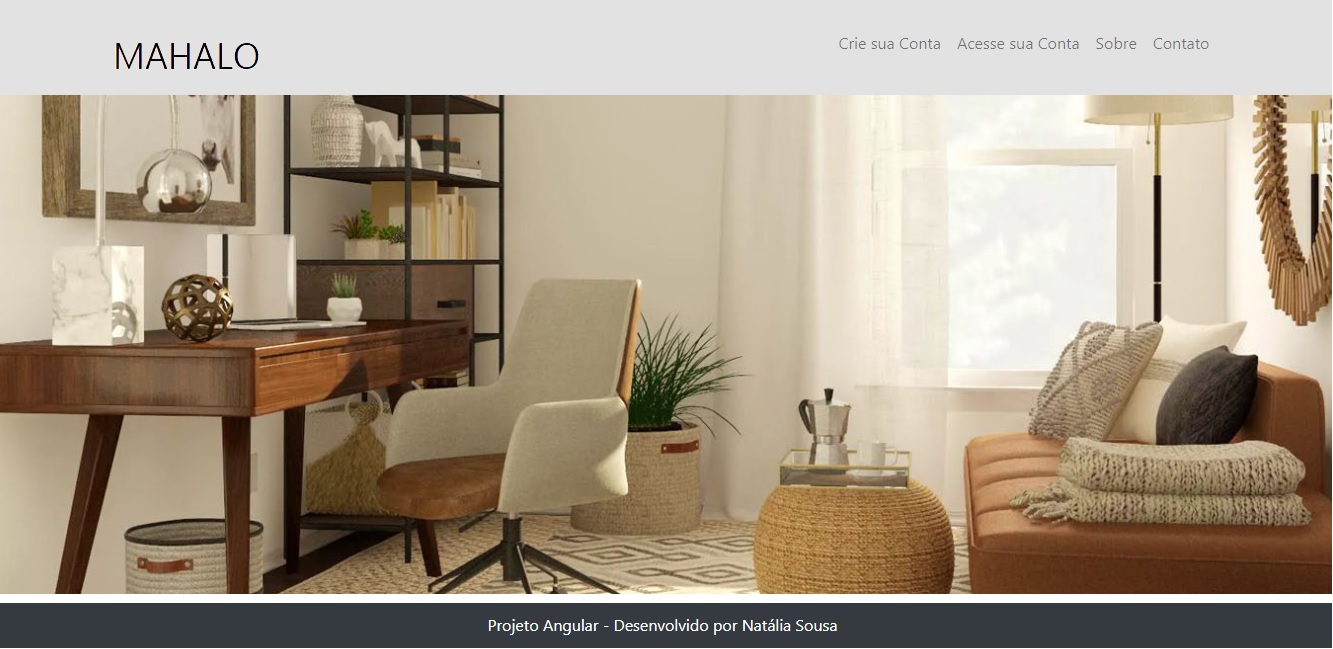 MAHALO
Crie sua Conta Acesse sua Conta Sobre Contato
Projeto Angular - Desenvolvido por Natália Sousa